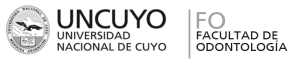 UNCUYO
UNIVERSIDAD
NACIONAL DE CUYO
FO
FACULTAD DE
ODONTOLOGÍA